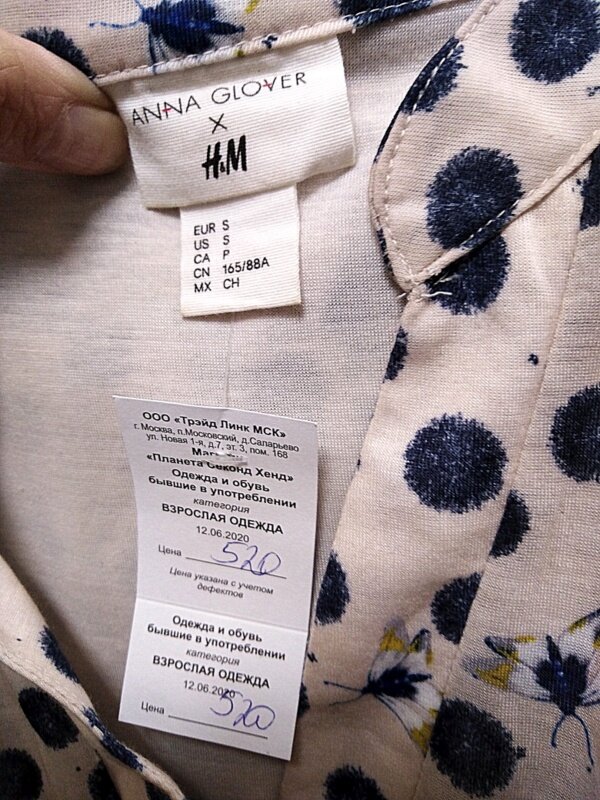 ANNA GLOVER
X
H&M
EUR S
US S
CA P
CN 165/88A
MX CH
ООО «Трэйд Линк МСК»
г. Москва, п.Московский, д.Саларьево
ул. Новая 1-я, д.7, эт. 3, пом. 168
«Планета Секонд Хенд»
Одежда и обувь
бывшие в употреблении
категория
ВЗРОСЛАЯ ОДЕЖДА
12.06.2020
Цена 520
Цена указана с учетом
дефектов
Одежда и обувь
бывшие в употреблении
категория
ВЗРОСЛАЯ ОДЕЖДА
12.06.2020
Цена 520